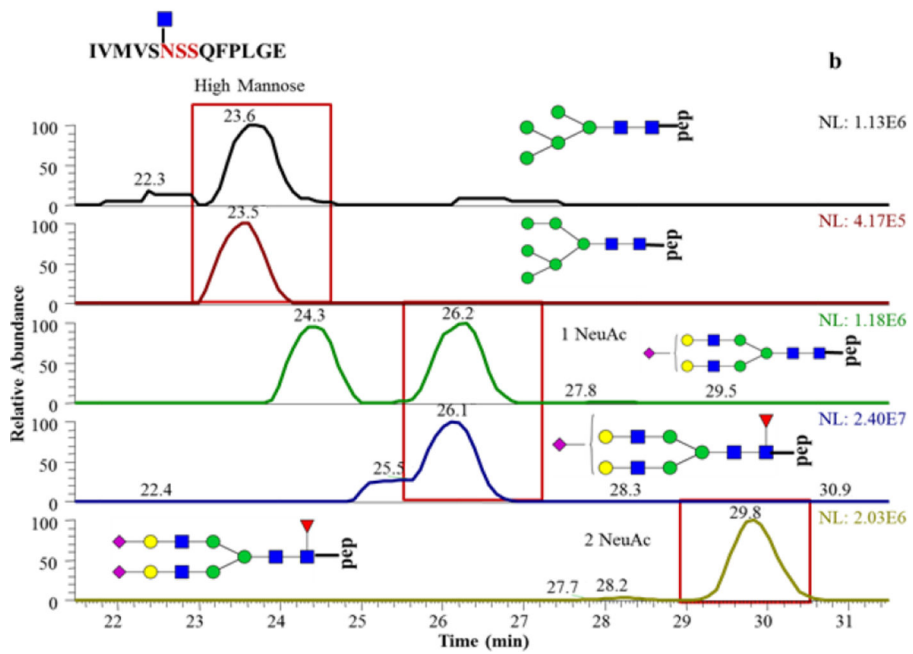 IVMVSNSSQFPLGE
b
High Mannose
23.6
22.3
pep
NL: 1.13E6
100
50
0
23.5
pep
NL: 4.17E5
100
50
0
24.3
26.2
1 NeuAc
27.8
29.5
pep
NL: 1.18E6
100
50
0
22.4
25.5
26.1
28.3
30.9
pep
NL: 2.40E7
100
50
0
pep
27.7
28.2
2 NeuAc
29.8
NL: 2.03E6
100
50
0
Relative Abundance
22 23 24 25 26 27 28 29 30 31
Time (min)